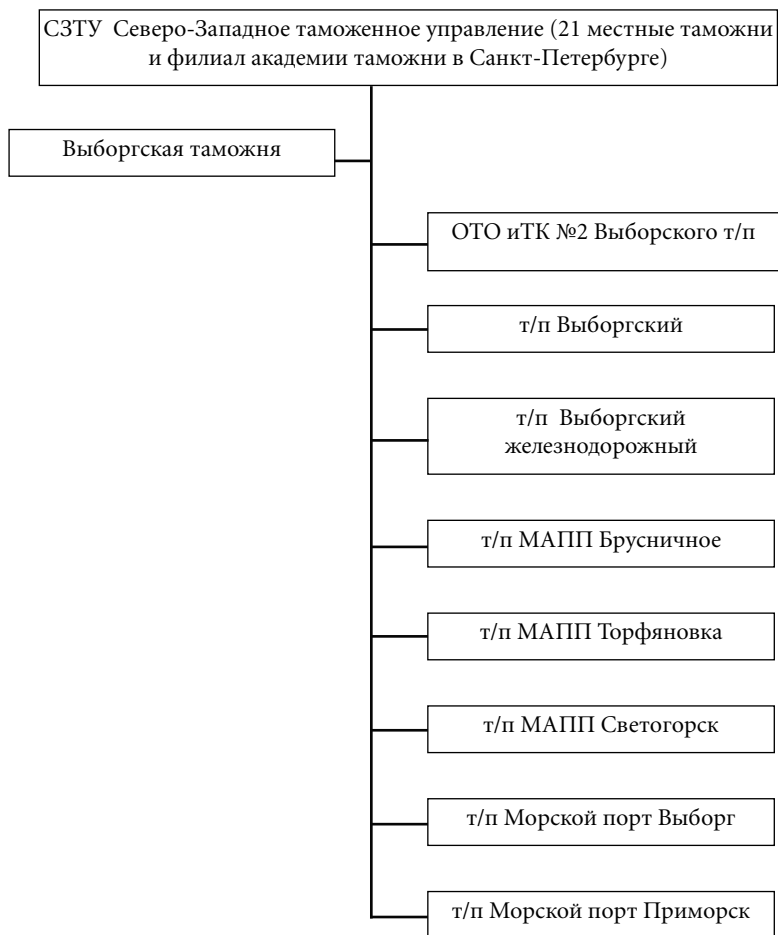 СЗТУ Северо-Западное таможенное управление (21 местные таможни
и филиал академии таможни в Санкт-Петербурге)
Выборгская таможня
ОТО иТК №2 Выборского т/п
т/п Выборгский
т/п Выборгский
железнодорожный
т/п МАПП Брусничное
т/п МАПП Торфяновка
т/п МАПП Светогорск
т/п Морской порт Выборг
т/п Морской порт Приморск